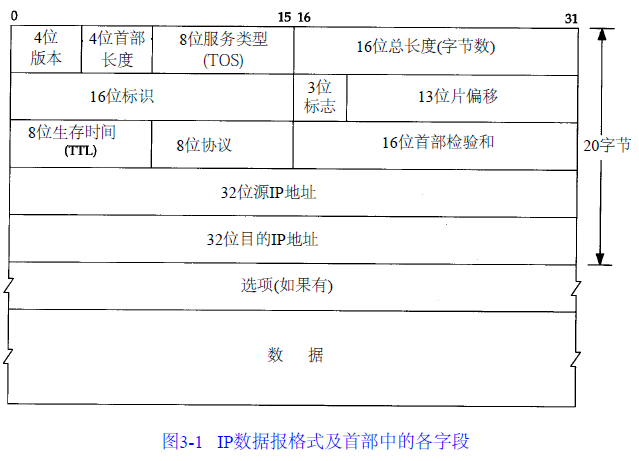 0 15 16 31
4位版本 4位首部长度 8位服务类型(TOS) 16位总长度(字节数)
16位标识 3位标志 13位片偏移
8位生存时间(TTL) 8位协议 16位首部检验和
20字节
32位源IP地址
32位目的IP地址
选项(如果有)
数 据
图3-1 IP数据报格式及首部中的各字段